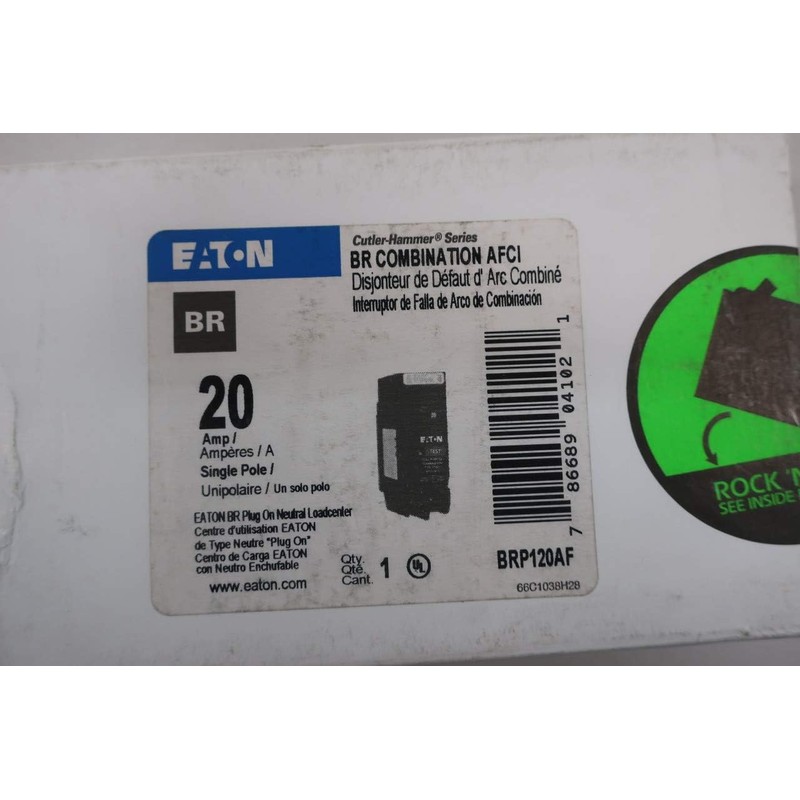 EATON
Cutler-Hammer® Series
BR COMBINATION AFCI
Disjonteur de Défaut d' Arc Combiné
Interruptor de Falla de Arco de Combinación
BR
20
Amp /
Ampères / A
Single Pole /
Unipolaire / Un solo polo
EATON BR Plug On Neutral Loadcenter
Centre d'utilisation EATON
de Type Neutre "Plug On"
Centro de Carga EATON
con Neutro Enchufable
www.eaton.com
Qty.
Qté.
Cant.
1
UL
EATON
TEST
7 86689 04102 1
BRP120AF
66C1038H28
ROCK 'N
SEE INSIDE